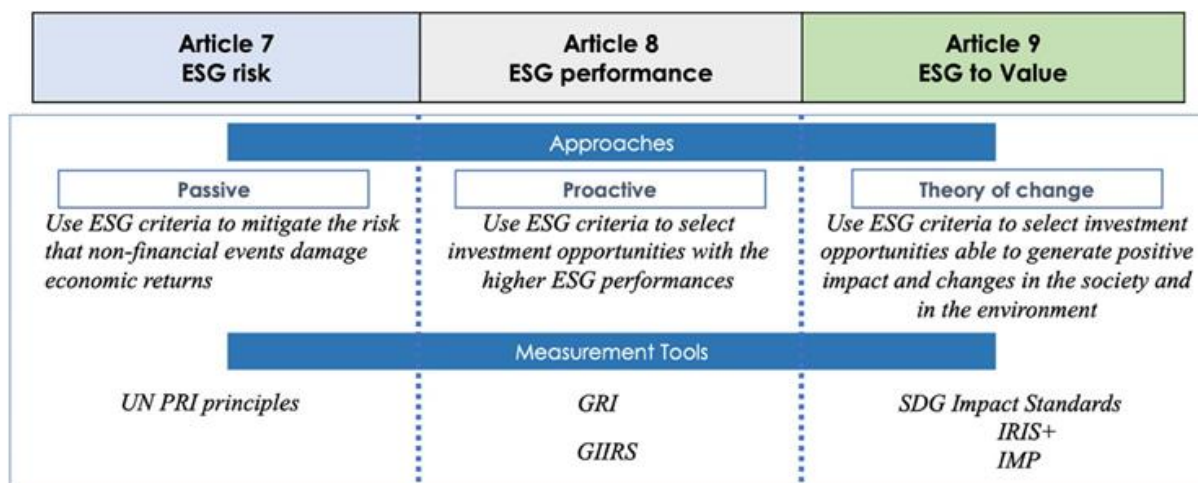 Article 7
ESG risk
Article 8
ESG performance
Article 9
ESG to Value
Approaches
Passive
Use ESG criteria to mitigate the risk
that non-financial events damage
economic returns
Proactive
Use ESG criteria to select
investment opportunities with the
higher ESG performances
Theory of change
Use ESG criteria to select investment
opportunities able to generate positive
impact and changes in the society and
in the environment
Measurement Tools
UN PRI principles
GRI
GIIRS
SDG Impact Standards
IRIS+
IMP